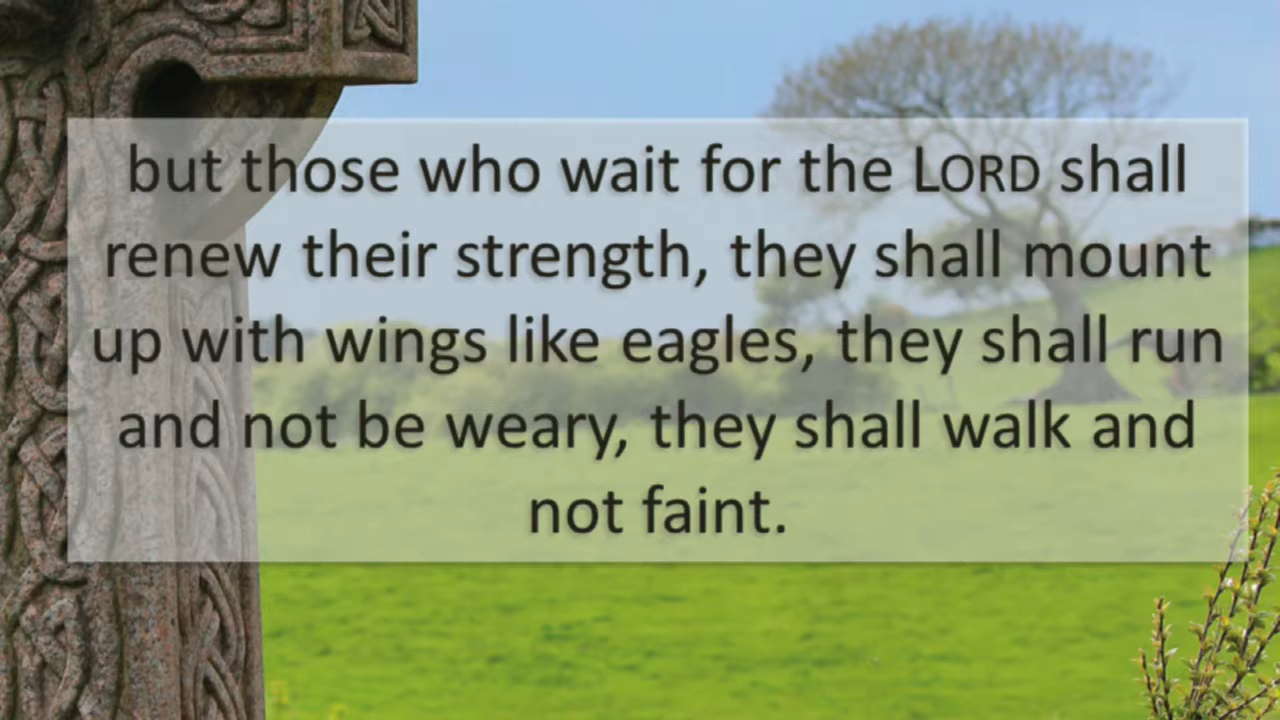 but those who wait for the LORD shall
renew their strength, they shall mount
up with wings like eagles, they shall run
and not be weary, they shall walk and
not faint.